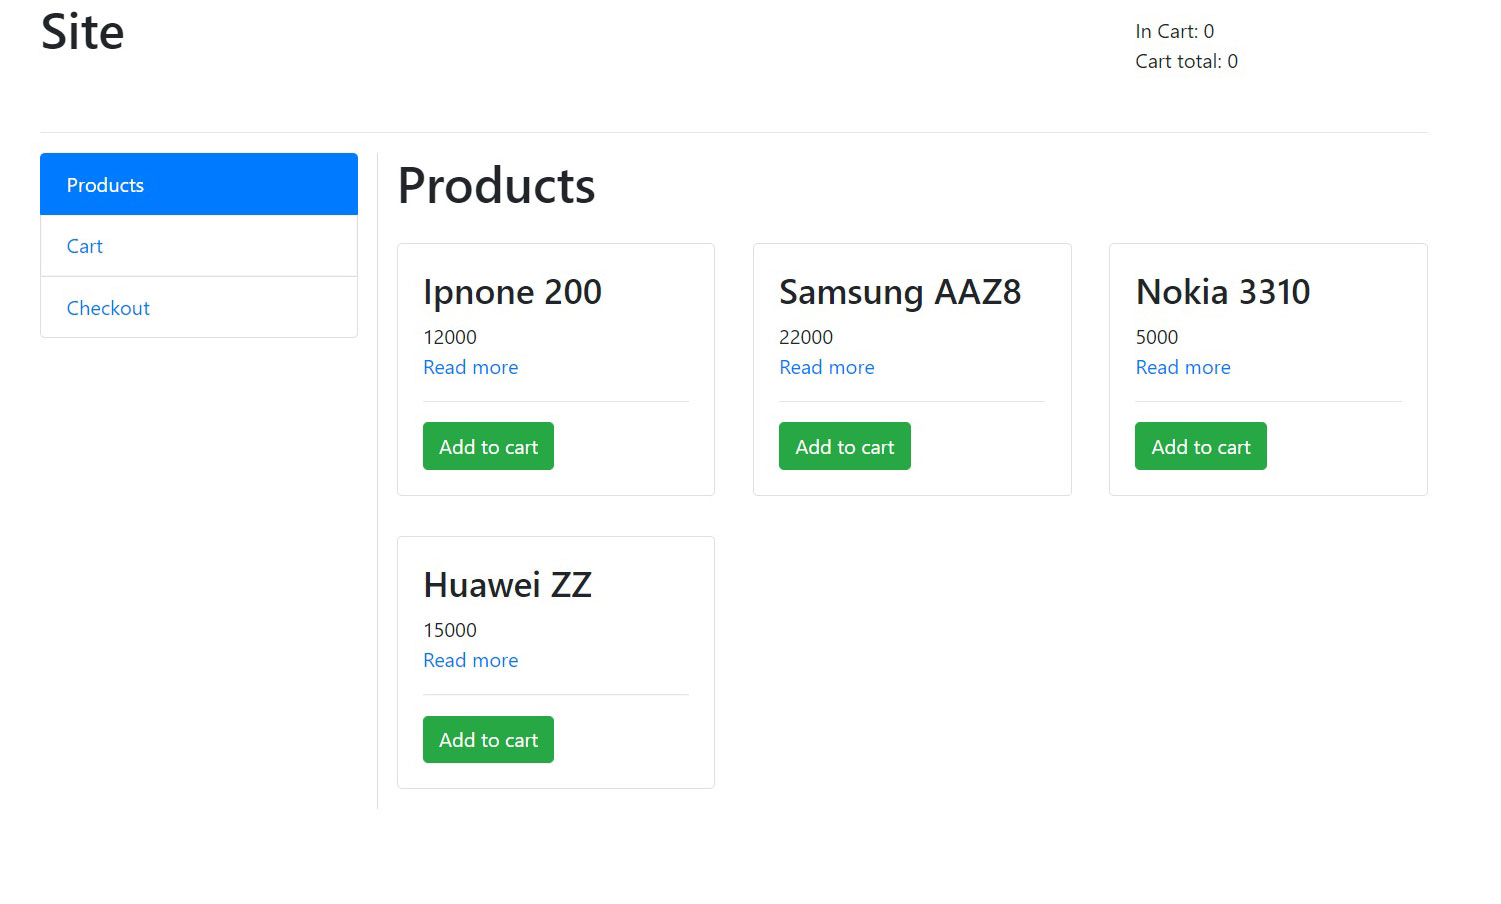 Site
In Cart: 0
Cart total: 0
Products
Cart
Checkout
Products
Ipnone 200
12000
Read more
Add to cart
Samsung AAZ8
22000
Read more
Add to cart
Nokia 3310
5000
Read more
Add to cart
Huawei ZZ
15000
Read more
Add to cart